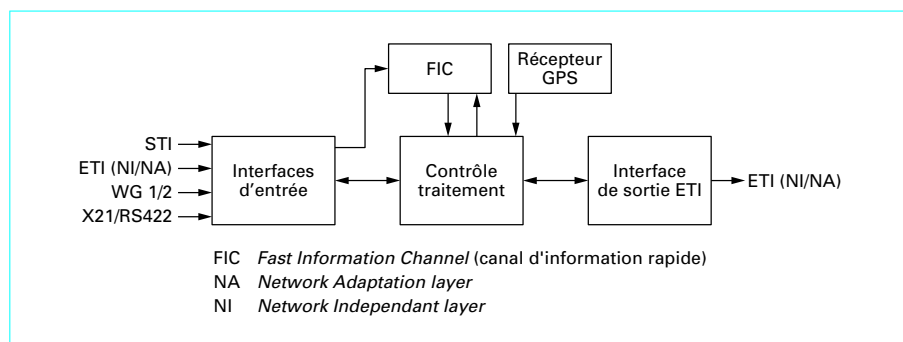 FIC
Récepteur
GPS
STI
ETI (NI/NA)
WG 1/2
X21/RS422
Interfaces
d’entrée
Contrôle
traitement
Interface
de sortie ETI
ETI (NI/NA)
FIC Fast Information Channel (canal d'information rapide)
NA Network Adaptation layer
NI Network Independant layer